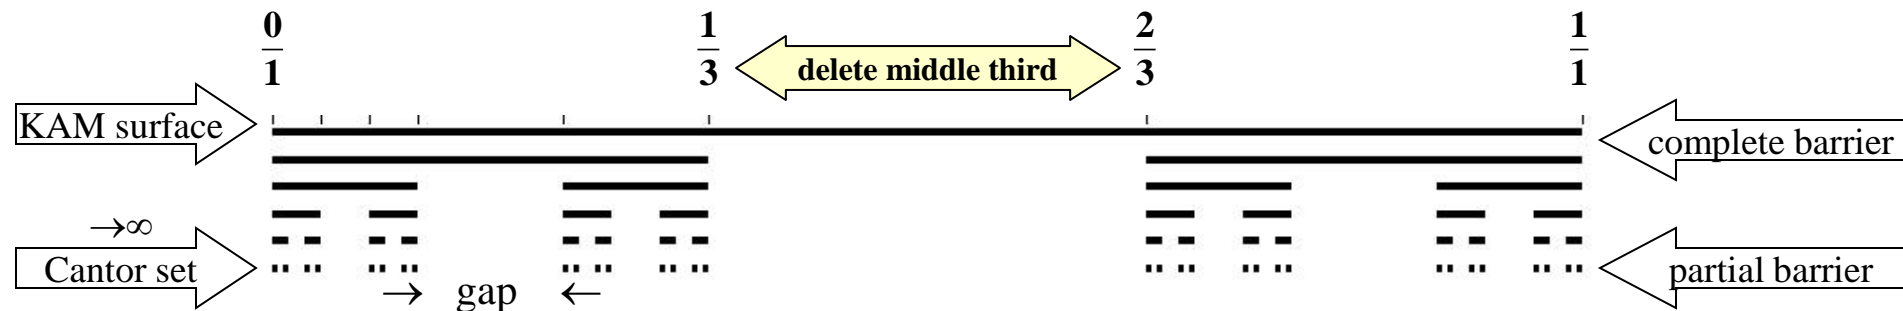 0/1 1/3 2/3 1/1
delete middle third
KAM surface
complete barrier
→∞
Cantor set
partial barrier
→ gap ←